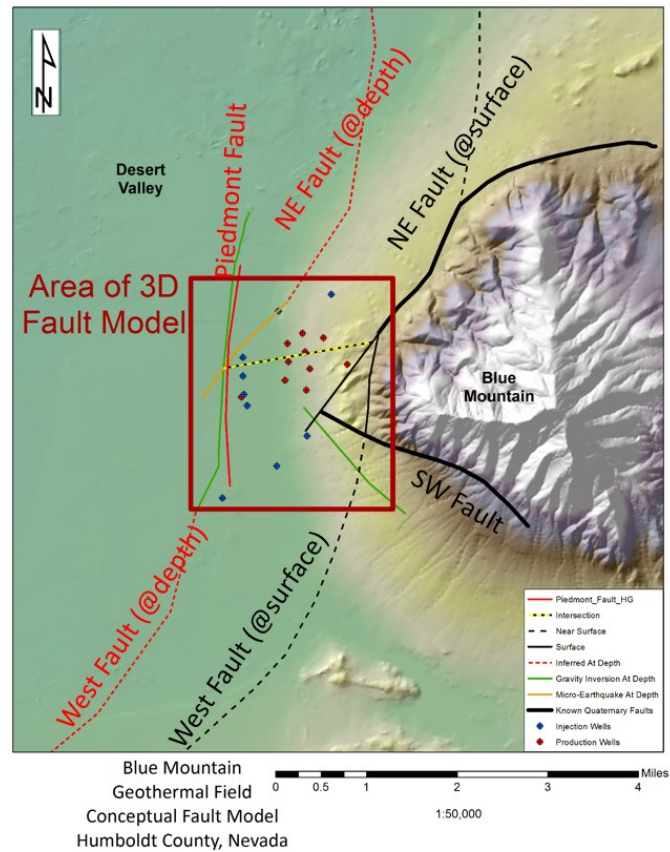 N
Desert
Valley
Piedmont Fault
NE Fault (@depth)
NE Fault (@surface)
Area of 3D
Fault Model
Blue
Mountain
SW Fault
West Fault (@depth)
West Fault (@surface)
Piedmont_Fault_HG
Intersection
Near Surface
Surface
Inferred At Depth
Gravity Inversion At Depth
Micro-Earthquake At Depth
Known Quaternary Faults
Injection Wells
Production Wells
Blue Mountain
Geothermal Field
Conceptual Fault Model
Humboldt County, Nevada
0 0.5 1 2 3 4 Miles
1:50,000